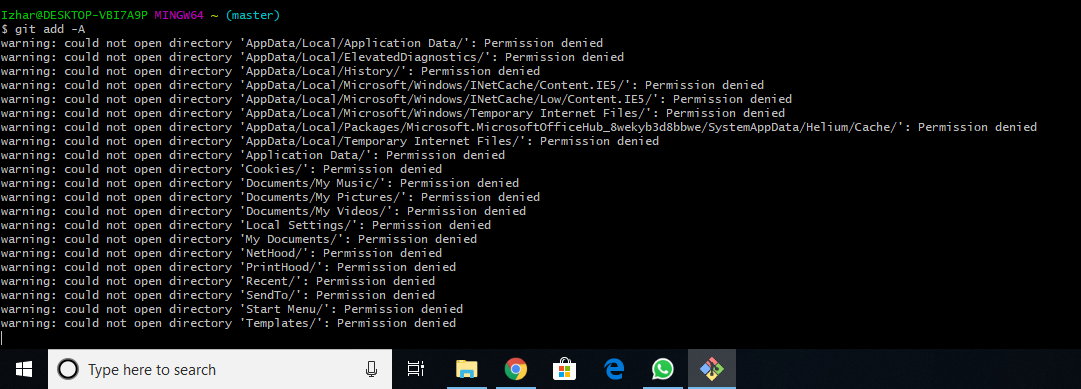 Izhar@DESKTOP-VBI7A9P MINGW64 ~ (master)
$ git add -A
warning: could not open directory 'AppData/Local/Application Data/': Permission denied
warning: could not open directory 'AppData/Local/ElevatedDiagnostics/': Permission denied
warning: could not open directory 'AppData/Local/History/': Permission denied
warning: could not open directory 'AppData/Local/Microsoft/Windows/INetCache/Content.IE5/': Permission denied
warning: could not open directory 'AppData/Local/Microsoft/Windows/INetCache/Low/Content.IE5/': Permission denied
warning: could not open directory 'AppData/Local/Microsoft/Windows/Temporary Internet Files/': Permission denied
warning: could not open directory 'AppData/Local/Packages/Microsoft.MicrosoftOfficeHub_8wekyb3d8bbwe/SystemAppData/Helium/Cache/': Permission denied
warning: could not open directory 'AppData/Local/Temporary Internet Files/': Permission denied
warning: could not open directory 'Application Data/': Permission denied
warning: could not open directory 'Cookies/': Permission denied
warning: could not open directory 'Documents/My Music/': Permission denied
warning: could not open directory 'Documents/My Pictures/': Permission denied
warning: could not open directory 'Documents/My Videos/': Permission denied
warning: could not open directory 'Local Settings/': Permission denied
warning: could not open directory 'My Documents/': Permission denied
warning: could not open directory 'NetHood/': Permission denied
warning: could not open directory 'PrintHood/': Permission denied
warning: could not open directory 'Recent/': Permission denied
warning: could not open directory 'SendTo/': Permission denied
warning: could not open directory 'Start Menu/': Permission denied
warning: could not open directory 'Templates/': Permission denied
Type here to search